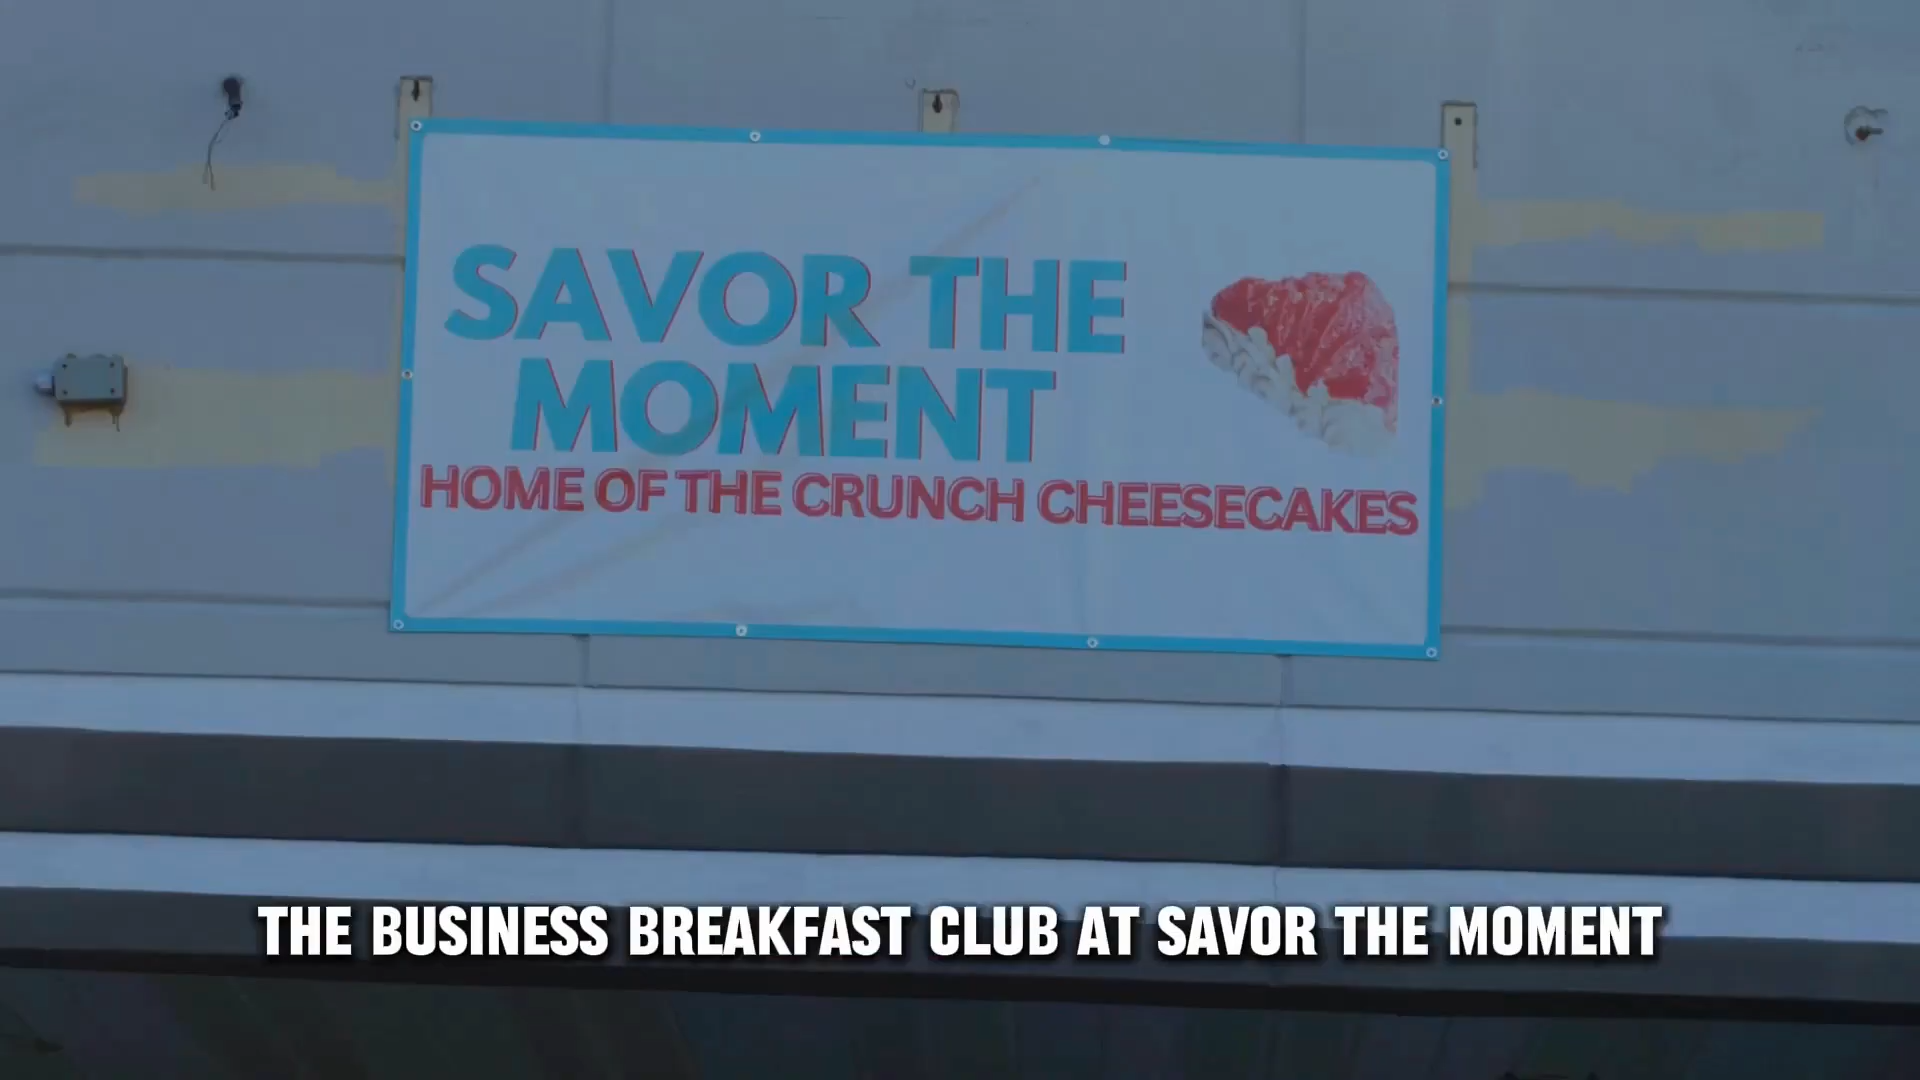 SAVOR THE
MOMENT
HOME OF THE CRUNCH CHEESECAKES
THE BUSINESS BREAKFAST CLUB AT SAVOR THE MOMENT